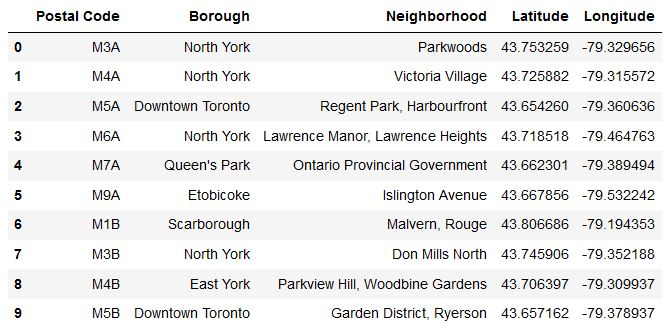 Postal Code Borough Neighborhood Latitude Longitude
0 M3A North York Parkwoods 43.753259 -79.329656
1 M4A North York Victoria Village 43.725882 -79.315572
2 M5A Downtown Toronto Regent Park, Harbourfront 43.654260 -79.360636
3 M6A North York Lawrence Manor, Lawrence Heights 43.718518 -79.464763
4 M7A Queen's Park Ontario Provincial Government 43.662301 -79.389494
5 M9A Etobicoke Islington Avenue 43.667856 -79.532242
6 M1B Scarborough Malvern, Rouge 43.806686 -79.194353
7 M3B North York Don Mills North 43.745906 -79.352188
8 M4B East York Parkview Hill, Woodbine Gardens 43.706397 -79.309937
9 M5B Downtown Toronto Garden District, Ryerson 43.657162 -79.378937